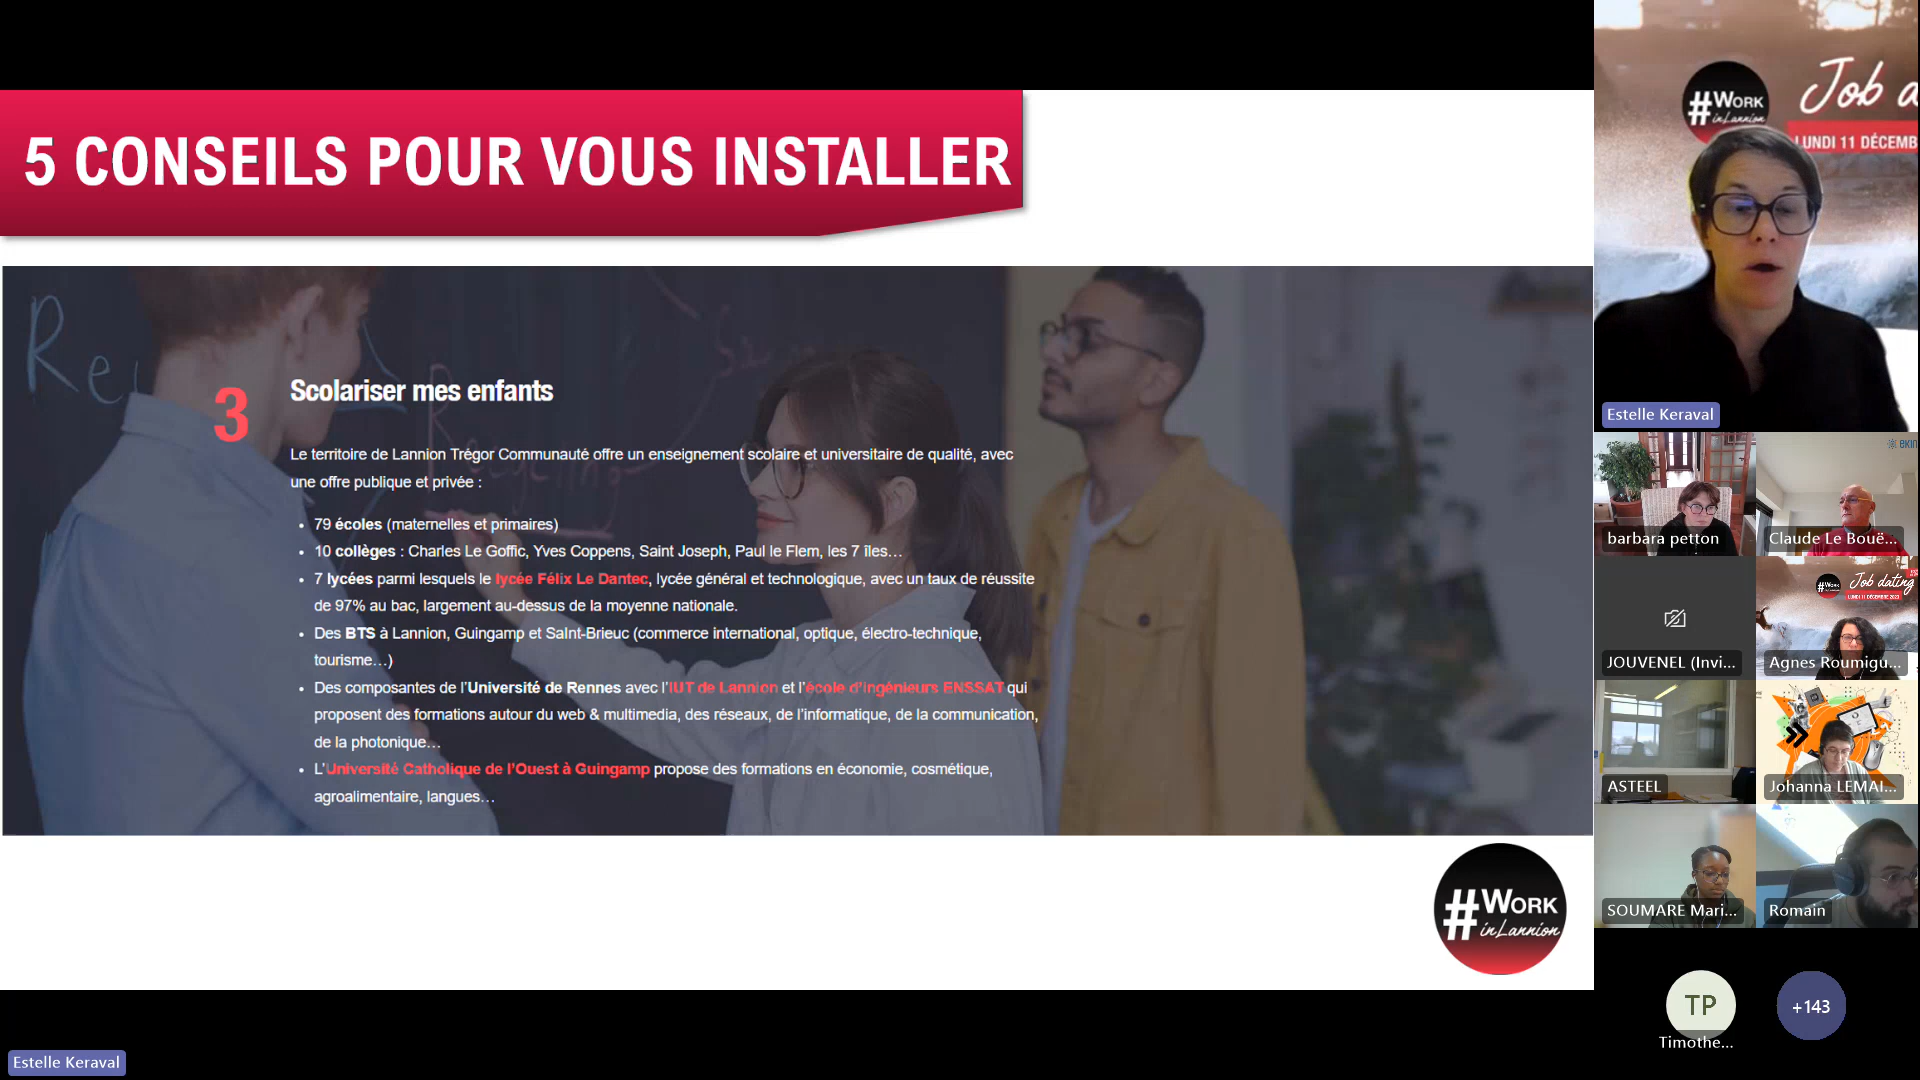 5 CONSEILS POUR VOUS INSTALLER
3
Scolariser mes enfants
Le territoire de Lannion Trégor Communauté offre un enseignement scolaire et universitaire de qualité, avec
une offre publique et privée :
• 79 écoles (maternelles et primaires)
• 10 collèges : Charles Le Goffic, Yves Coppens, Saint Joseph, Paul le Flem, les 7 îles…
• 7 lycées parmi lesquels le lycée Félix Le Dantec, lycée général et technologique, avec un taux de réussite
de 97% au bac, largement au-dessus de la moyenne nationale.
• Des BTS à Lannion, Guingamp et SaInt-Brieuc (commerce international, optique, électro-technique,
tourisme…)
• Des composantes de l’Université de Rennes avec l’IUT de Lannion et l’école d’ingénieurs ENSSAT qui
proposent des formations autour du web & multimedia, des réseaux, de l’informatique, de la communication,
de la photonique…
• L’Université Catholique de l’Ouest à Guingamp propose des formations en économie, cosmétique,
agroalimentaire, langues…
#WORK
in Lannion
Estelle Keraval
#WORK
in Lannion
Job d
LUNDI 11 DÉCEMB
Estelle Keraval
barbara petton
ekin
Claude Le Bouë...
JOUVENEL (Invi...
#WORK
Job dating
LUNDI 11 DÉCEMBRE 2023
Agnes Roumigu...
ASTEEL
Johanna LEMAI...
SOUMARE Mari...
Romain
TP
Timothe...
+143